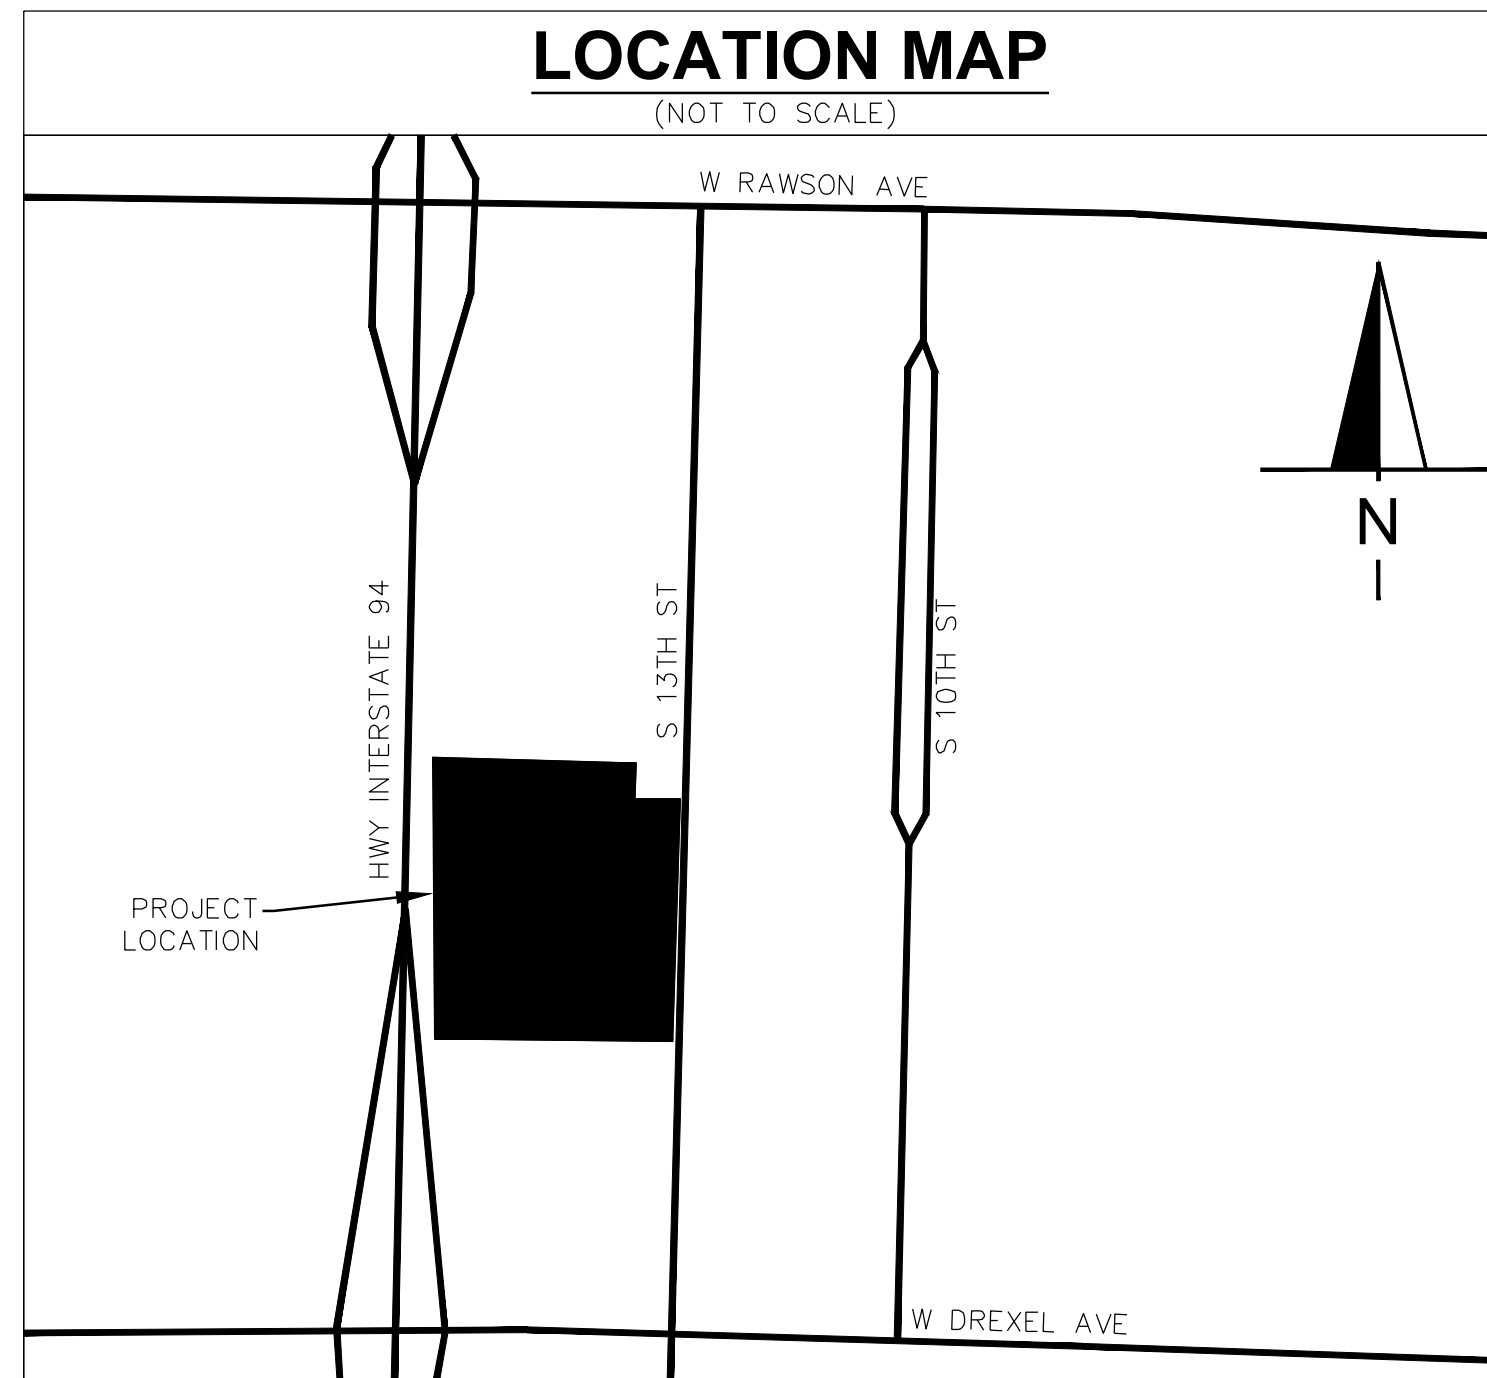 LOCATION MAP
(NOT TO SCALE)
W RAWSON AVE
N
HWY INTERSTATE 94
S 13TH ST
S 10TH ST
PROJECT
LOCATION
W DREXEL AVE